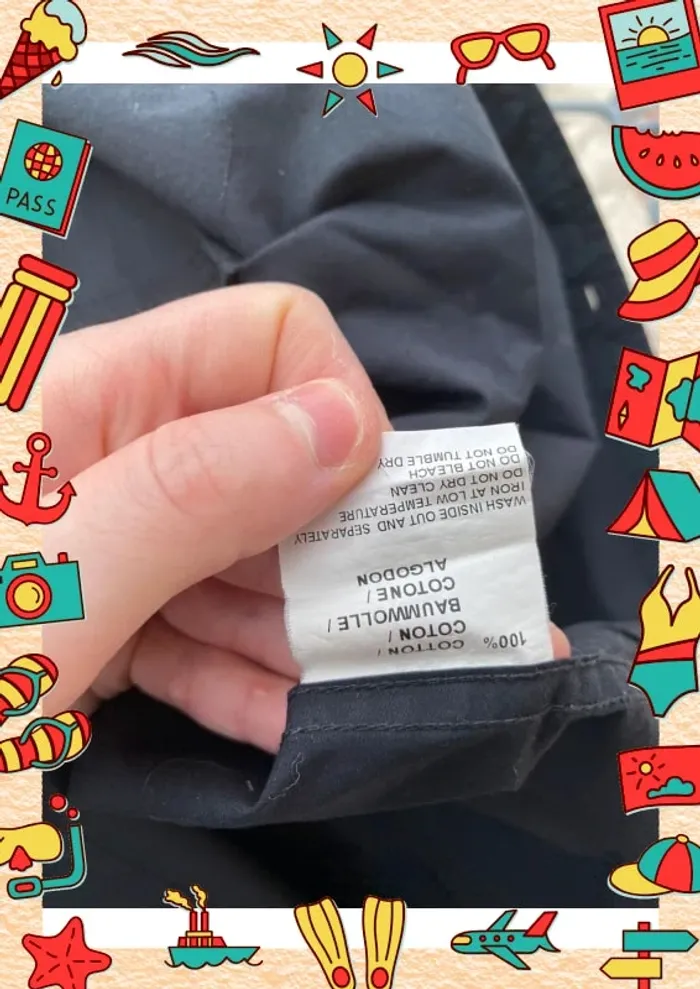 PASS
100%
COTTON /
COTON /
BAUMWOLLE /
COTONE /
ALGODON
WASH INSIDE OUT AND SEPARATELY
IRON AT LOW TEMPERATURE
DO NOT DRY CLEAN
DO NOT BLEACH
DO NOT TUMBLE DRY